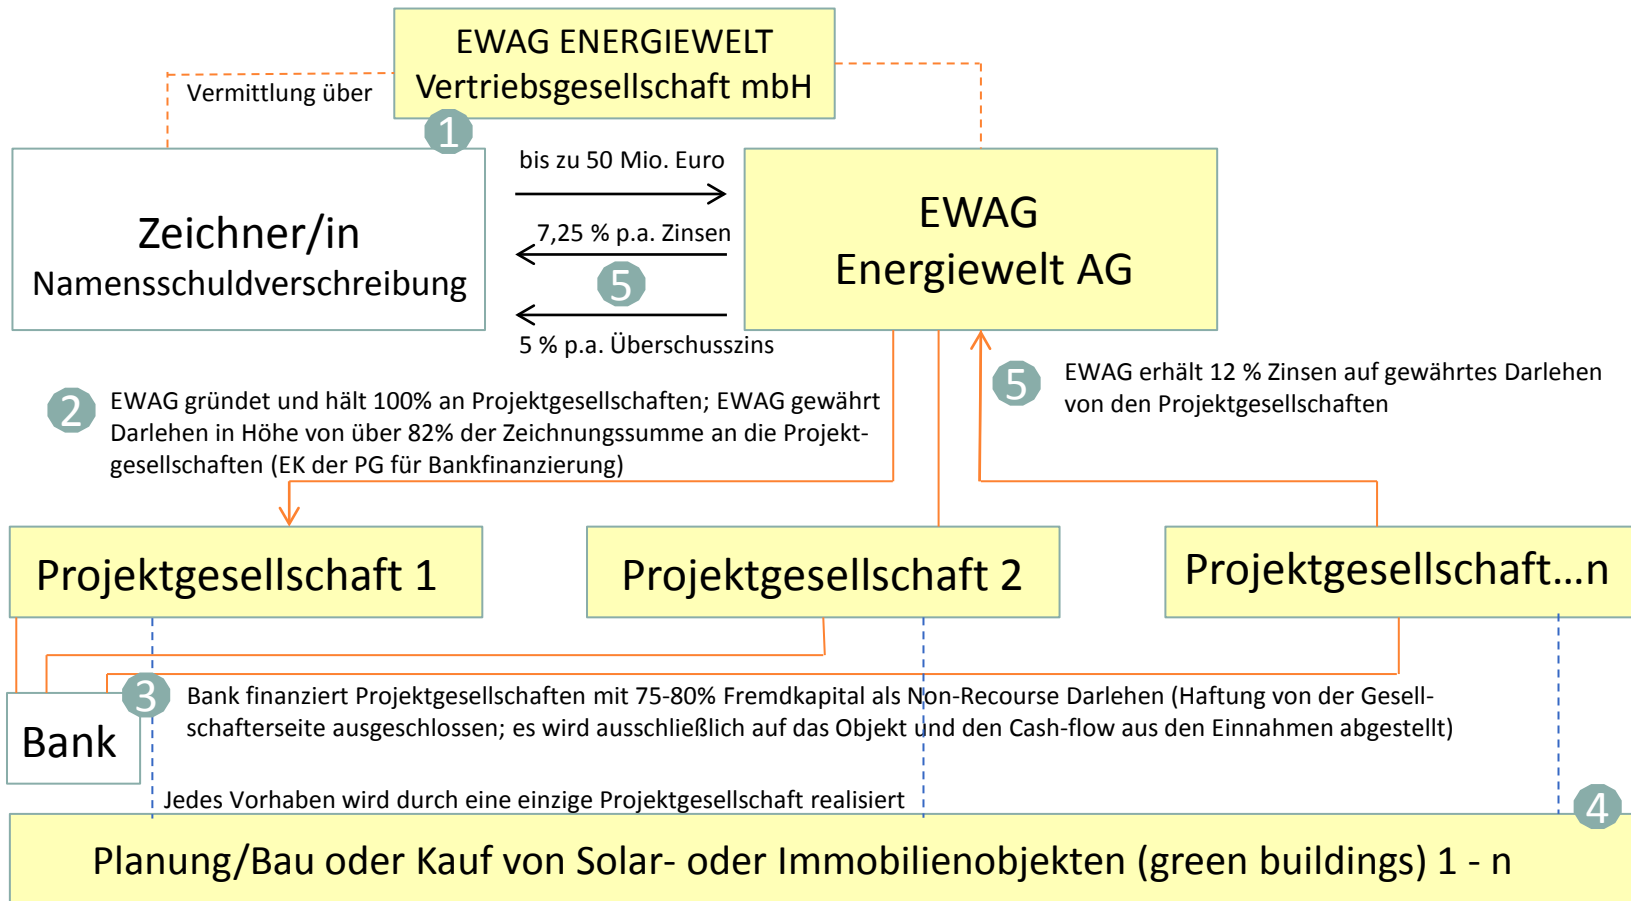 EWAG ENERGIEWELT
Vertriebsgesellschaft mbH
Vermittlung über
1
bis zu 50 Mio. Euro
Zeichner/in
Namensschuldverschreibung
7,25 % p.a. Zinsen
5
5 % p.a. Überschusszins
EWAG
Energiewelt AG
2
EWAG gründet und hält 100% an Projektgesellschaften; EWAG gewährt
Darlehen in Höhe von über 82% der Zeichnungssumme an die Projekt-
gesellschaften (EK der PG für Bankfinanzierung)
5
EWAG erhält 12 % Zinsen auf gewährtes Darlehen
von den Projektgesellschaften
Projektgesellschaft 1
Projektgesellschaft 2
Projektgesellschaft...n
Bank
3
Bank finanziert Projektgesellschaften mit 75-80% Fremdkapital als Non-Recourse Darlehen (Haftung von der Gesell-
schafterseite ausgeschlossen; es wird ausschließlich auf das Objekt und den Cash-flow aus den Einnahmen abgestellt)
Jedes Vorhaben wird durch eine einzige Projektgesellschaft realisiert
4
Planung/Bau oder Kauf von Solar- oder Immobilienobjekten (green buildings) 1 - n